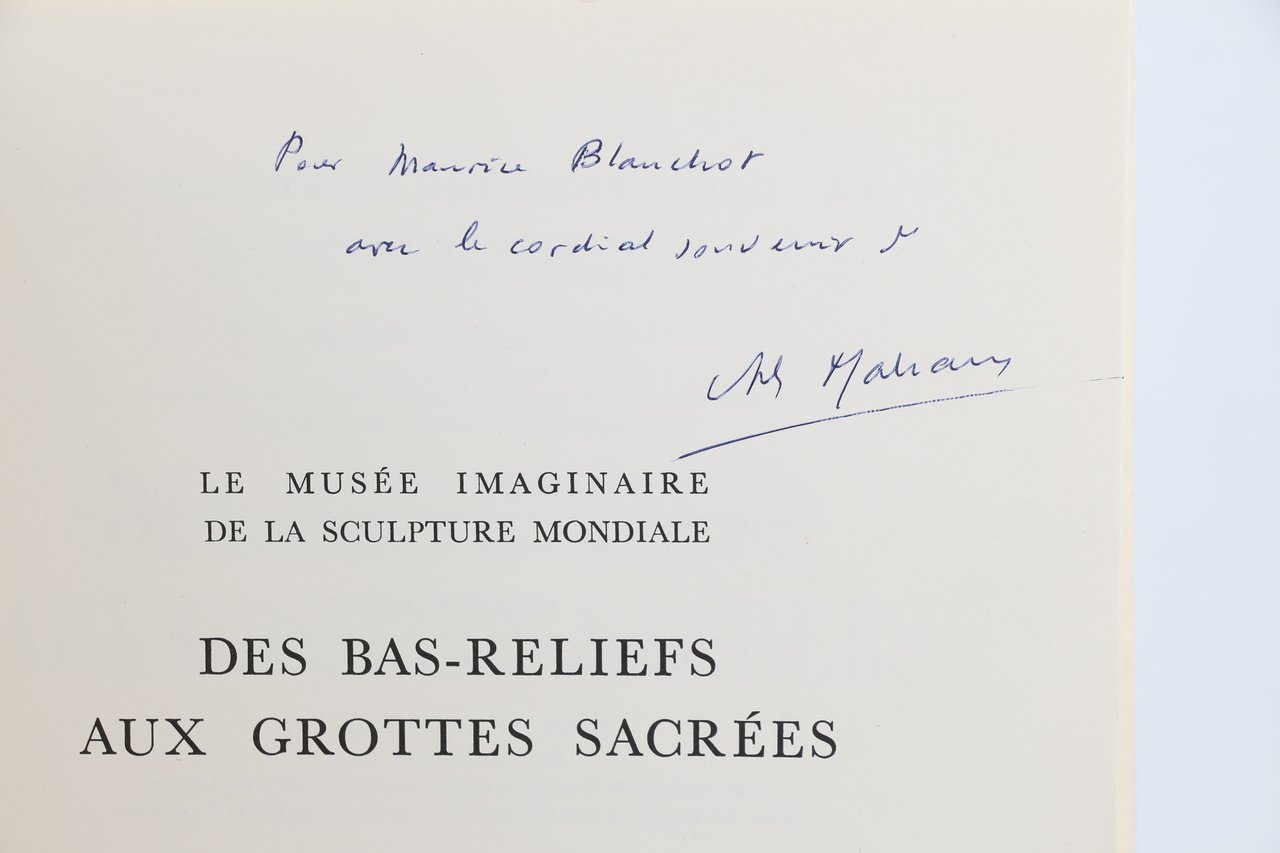 Pour Maurice Blanchot
avec le cordial souvenir d
André Malraux
LE MUSÉE IMAGINAIRE
DE LA SCULPTURE MONDIALE
DES BAS-RELIEFS
AUX GROTTES SACRÉES